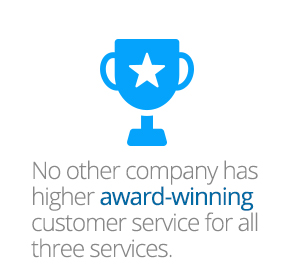 No other company has
higher award-winning
customer service for all
three services.